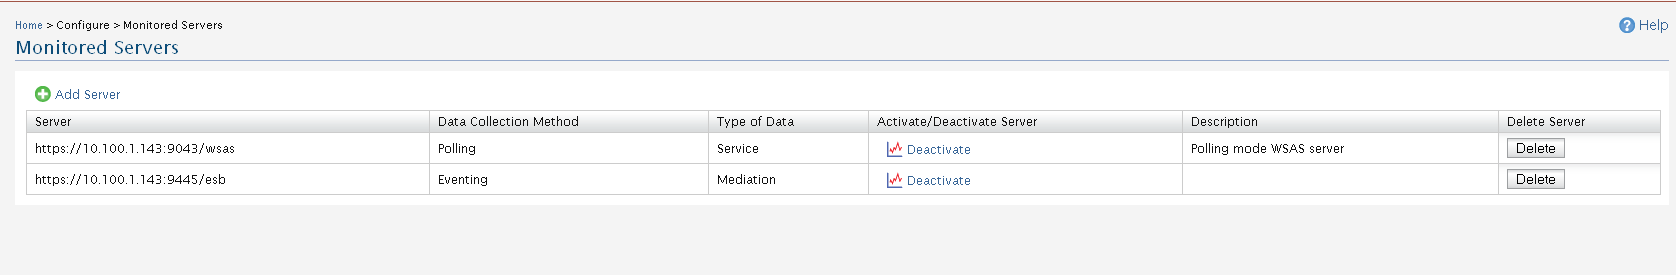 Home > Configure > Monitored Servers
Help
Monitored Servers
Add Server
Server Data Collection Method Type of Data Activate/Deactivate Server Description Delete Server
https://10.100.1.143:9043/wsas Polling Service Deactivate Polling mode WSAS server Delete
https://10.100.1.143:9445/esb Eventing Mediation Deactivate Delete